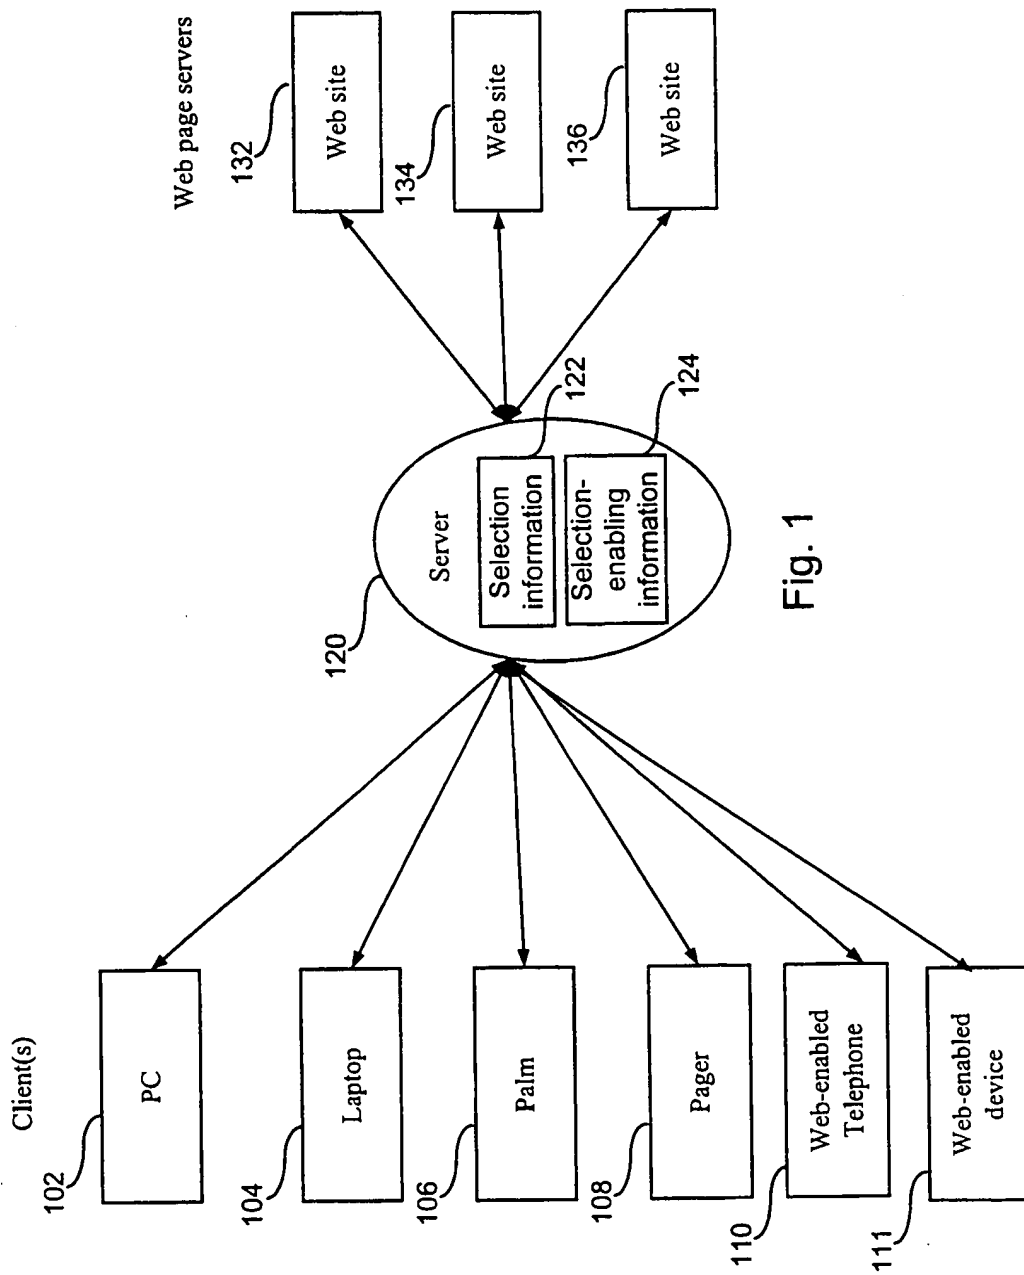 Client(s)
102
PC
104
Laptop
106
Palm
108
Pager
110
Web-enabled
Telephone
111
Web-enabled
device
120
Server
Selection
information
122
Selection-
enabling
information
124
Web page servers
132
Web site
134
Web site
136
Web site
Fig. 1